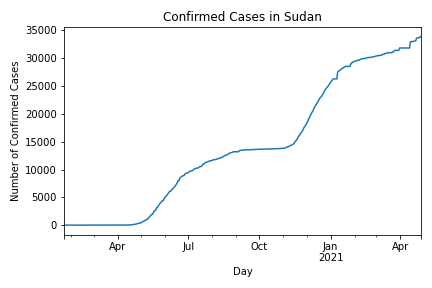 Confirmed Cases in Sudan
35000
30000
25000
20000
15000
10000
5000
0
Number of Confirmed Cases
Apr
Jul
Oct
Jan
2021
Apr
Day